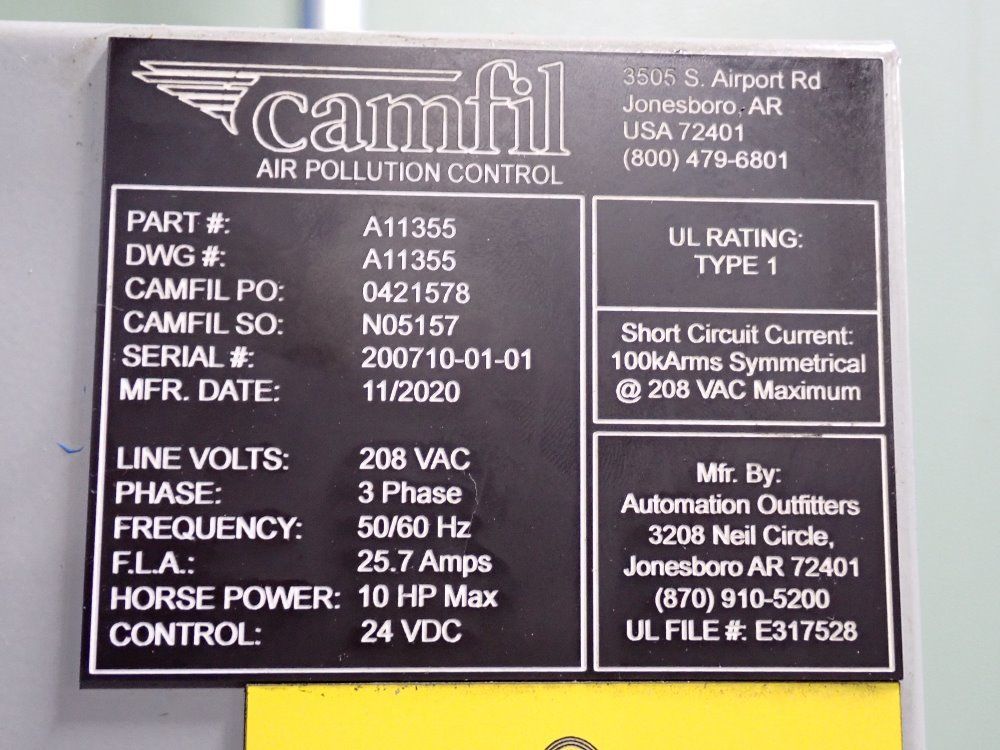 camfil
AIR POLLUTION CONTROL
3505 S. Airport Rd
Jonesboro, AR
USA 72401
(800) 479-6801
PART #: A11355
DWG #: A11355
CAMFIL PO: 0421578
CAMFIL SO: N05157
SERIAL #: 200710-01-01
MFR. DATE: 11/2020
LINE VOLTS: 208 VAC
PHASE: 3 Phase
FREQUENCY: 50/60 Hz
F.L.A.: 25.7 Amps
HORSE POWER: 10 HP Max
CONTROL: 24 VDC
UL RATING:
TYPE 1
Short Circuit Current:
100kArms Symmetrical
@ 208 VAC Maximum
Mfr. By:
Automation Outfitters
3208 Neil Circle,
Jonesboro AR 72401
(870) 910-5200
UL FILE #: E317528